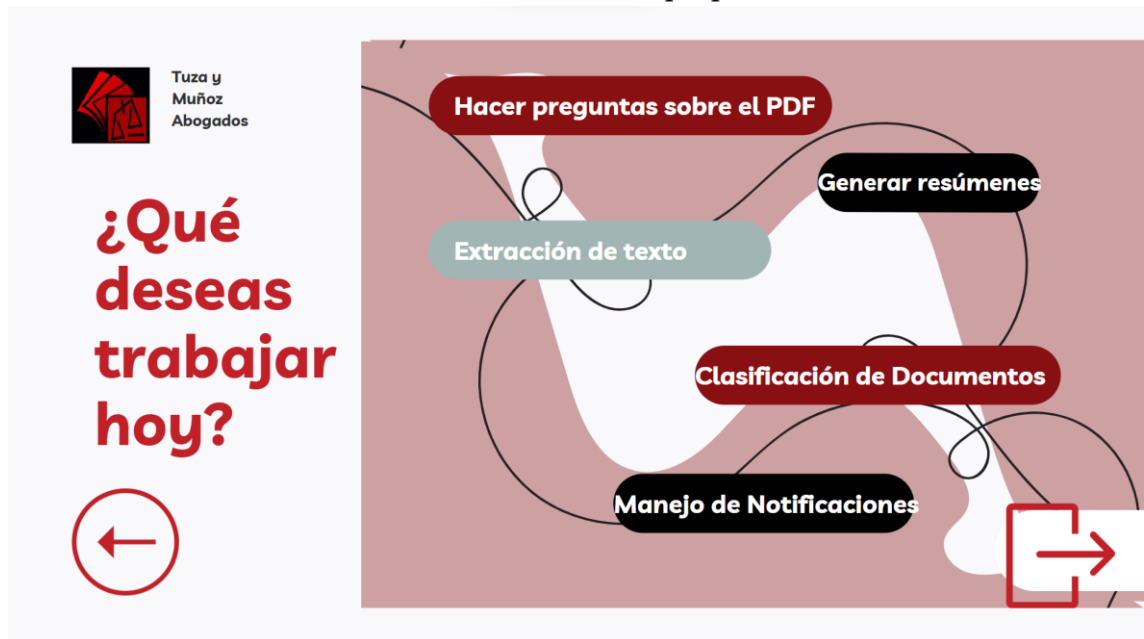 Tuza y
Muñoz
Abogados
¿Qué
deseas
trabajar
hoy?
Hacer preguntas sobre el PDF
Generar resúmenes
Extracción de texto
Clasificación de Documentos
Manejo de Notificaciones